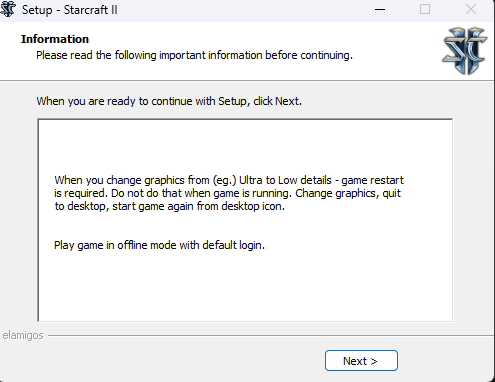 Setup - Starcraft II
Information
Please read the following important information before continuing.
When you are ready to continue with Setup, click Next.
When you change graphics from (eg.) Ultra to Low details - game restart
is required. Do not do that when game is running. Change graphics, quit
to desktop, start game again from desktop icon.
Play game in offline mode with default login.
elamigos
Next >